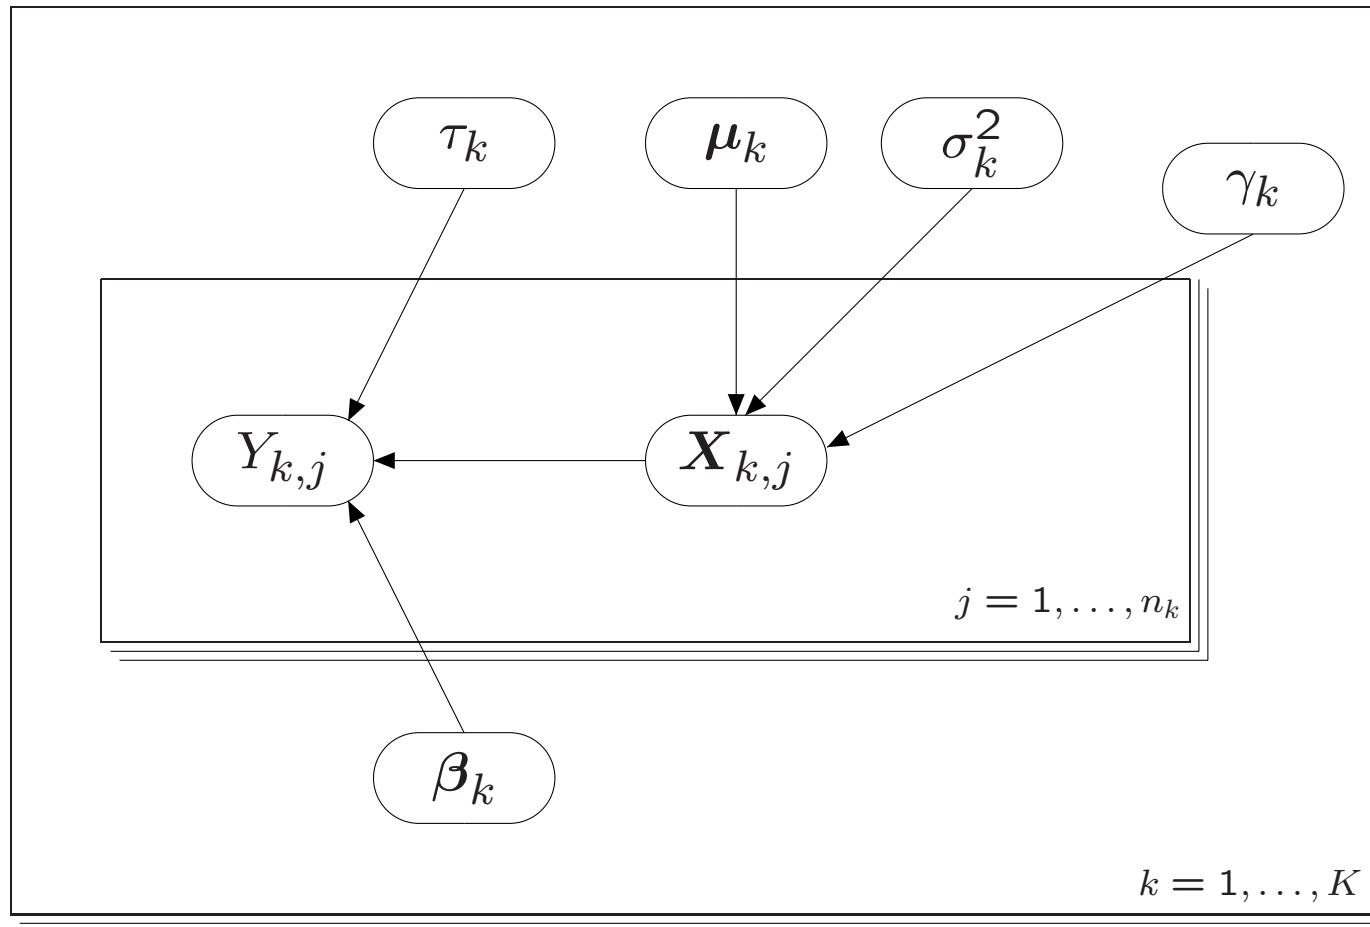 τ_k
μ_k
σ_k^2
γ_k
Y_{k,j}
X_{k,j}
j = 1, . . . , n_k
β_k
k = 1, . . . , K